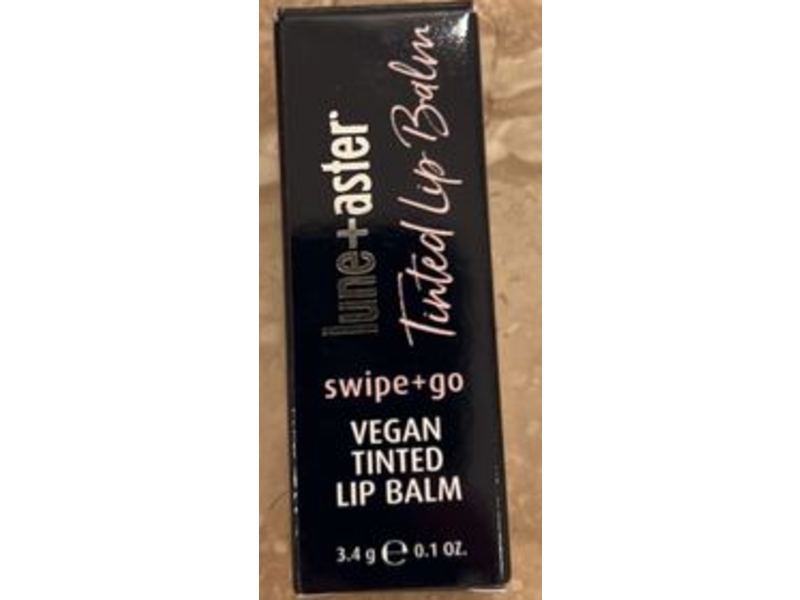 lune+aster
Tinted Lip Balm
swipe+go
VEGAN
TINTED
LIP BALM
3.4 g ℮ 0.1 OZ.